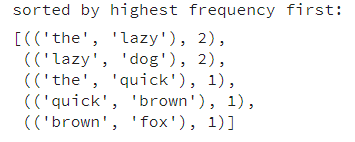 sorted by highest frequency first:
[(('the', 'lazy'), 2),
(('lazy', 'dog'), 2),
(('the', 'quick'), 1),
(('quick', 'brown'), 1),
(('brown', 'fox'), 1)]